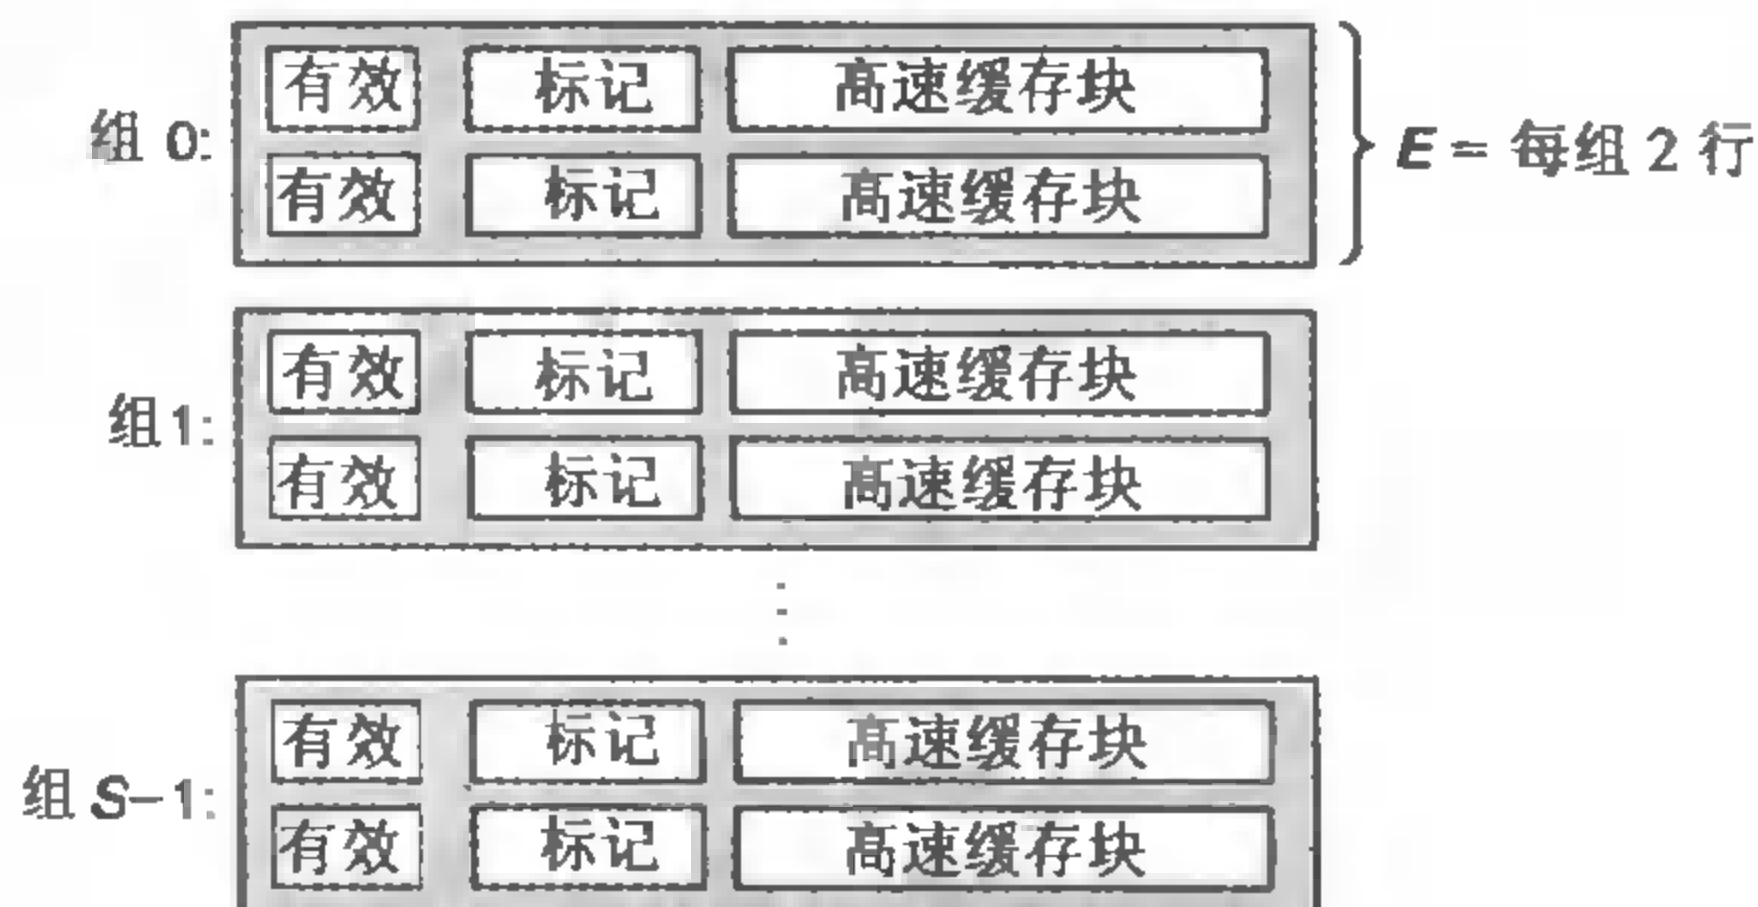 有效 标记 高速缓存块
组 0: E = 每组 2 行
有效 标记 高速缓存块
有效 标记 高速缓存块
组1:
有效 标记 高速缓存块
有效 标记 高速缓存块
组 S-1:
有效 标记 高速缓存块